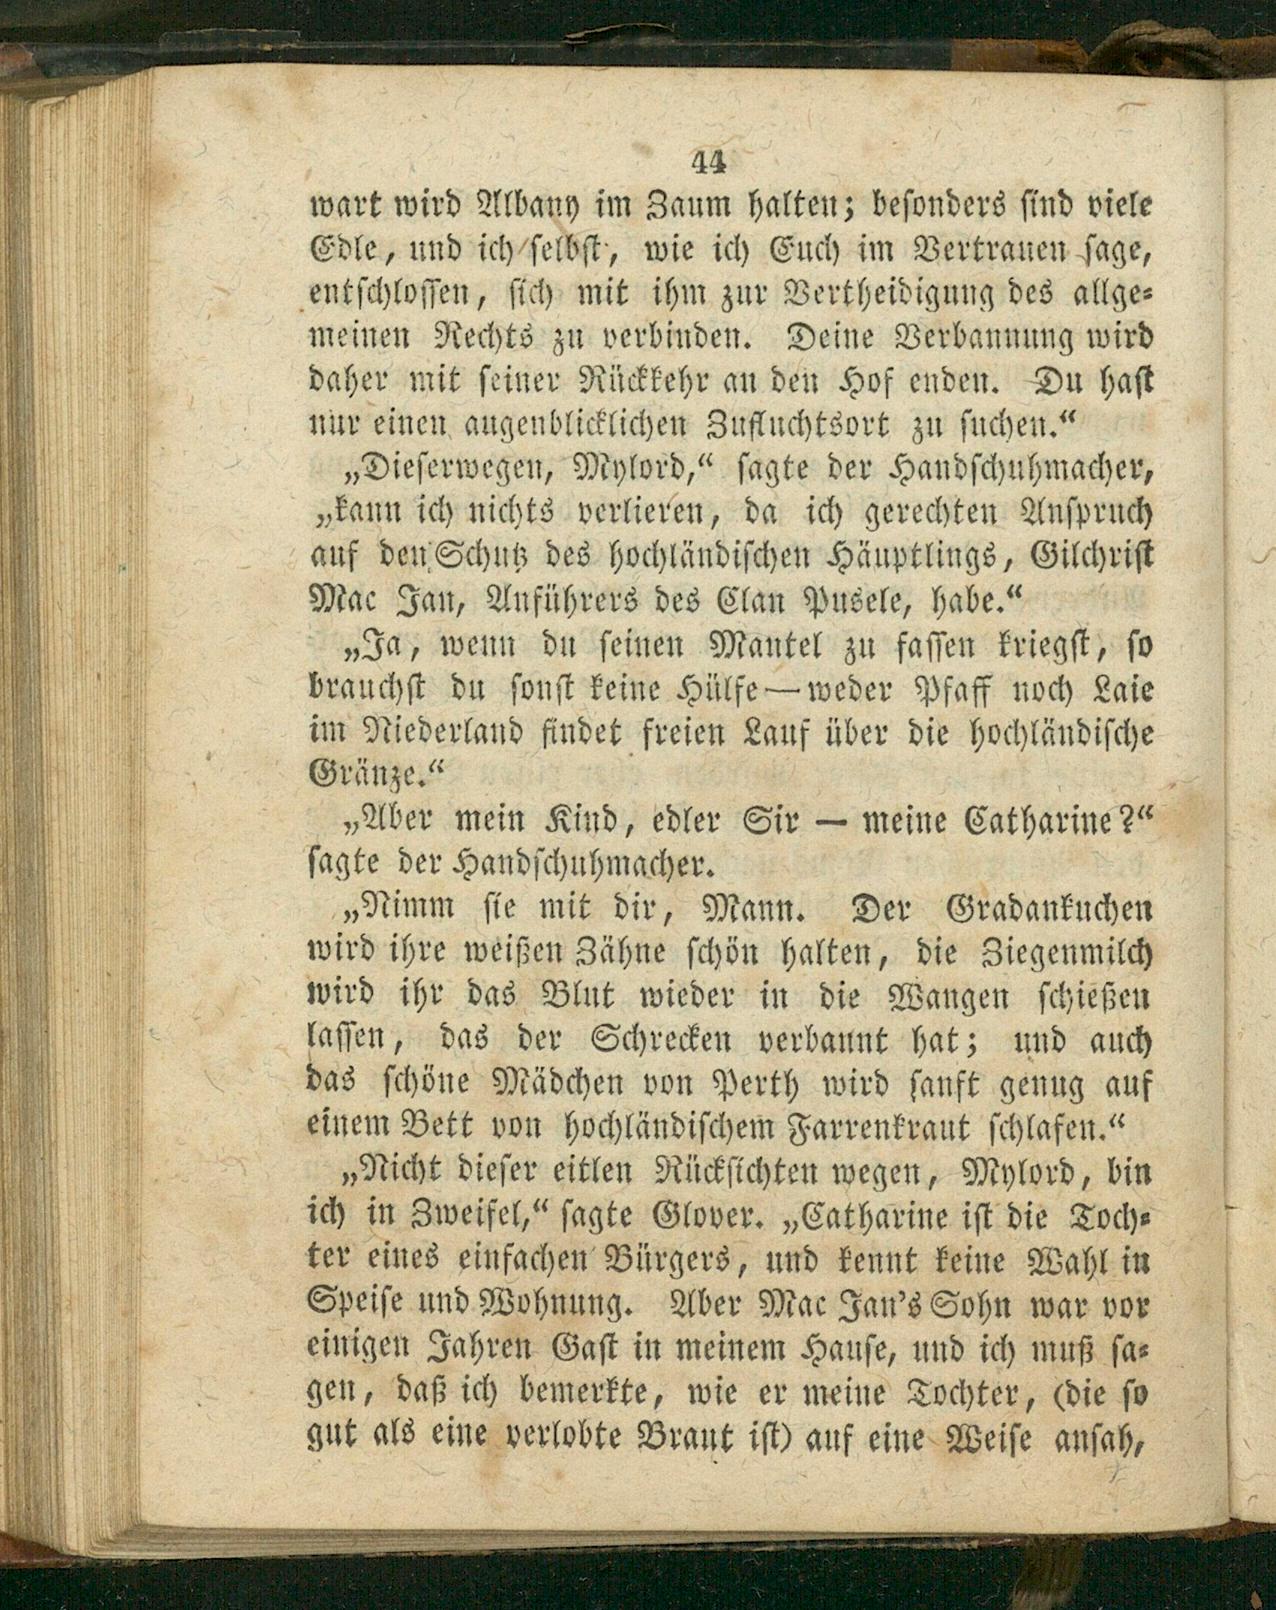 44
wart wird Albany im Zaum halten; besonders sind viele
Edle, und ich selbst, wie ich Euch im Vertrauen sage,
entschlossen, sich mit ihm zur Vertheidigung des allge-
meinen Rechts zu verbinden. Deine Verbannung wird
daher mit seiner Rückkehr an den Hof enden. Du hast
nur einen augenblicklichen Zufluchtsort zu suchen.“
„Dieserwegen, Mylord,“ sagte der Handschuhmacher,
„kann ich nichts verlieren, da ich gerechten Anspruch
auf den Schutz des hochländischen Häuptlings, Gilchrist
Mac Jan, Anführers des Clan Pusele, habe.“
„Ja, wenn du seinen Mantel zu fassen kriegst, so
brauchst du sonst keine Hülfe — weder Pfaff noch Laie
im Niederland findet freien Lauf über die hochländische
Gränze.“
„Aber mein Kind, edler Sir — meine Catharine?“
sagte der Handschuhmacher.
„Nimm sie mit dir, Mann. Der Gradankuchen
wird ihre weißen Zähne schön halten, die Ziegenmilch
wird ihr das Blut wieder in die Wangen schießen
lassen, das der Schrecken verbannt hat; und auch
das schöne Mädchen von Perth wird sanft genug auf
einem Bett von hochländischem Farrenkraut schlafen.“
„Nicht dieser eitlen Rücksichten wegen, Mylord, bin
ich in Zweifel,“ sagte Glover. „Catharine ist die Toch-
ter eines einfachen Bürgers, und kennt keine Wahl in
Speise und Wohnung. Aber Mac Jan's Sohn war vor
einigen Jahren Gast in meinem Hause, und ich muß sa-
gen, daß ich bemerkte, wie er meine Tochter, (die so
gut als eine verlobte Braut ist) auf eine Weise ansah,